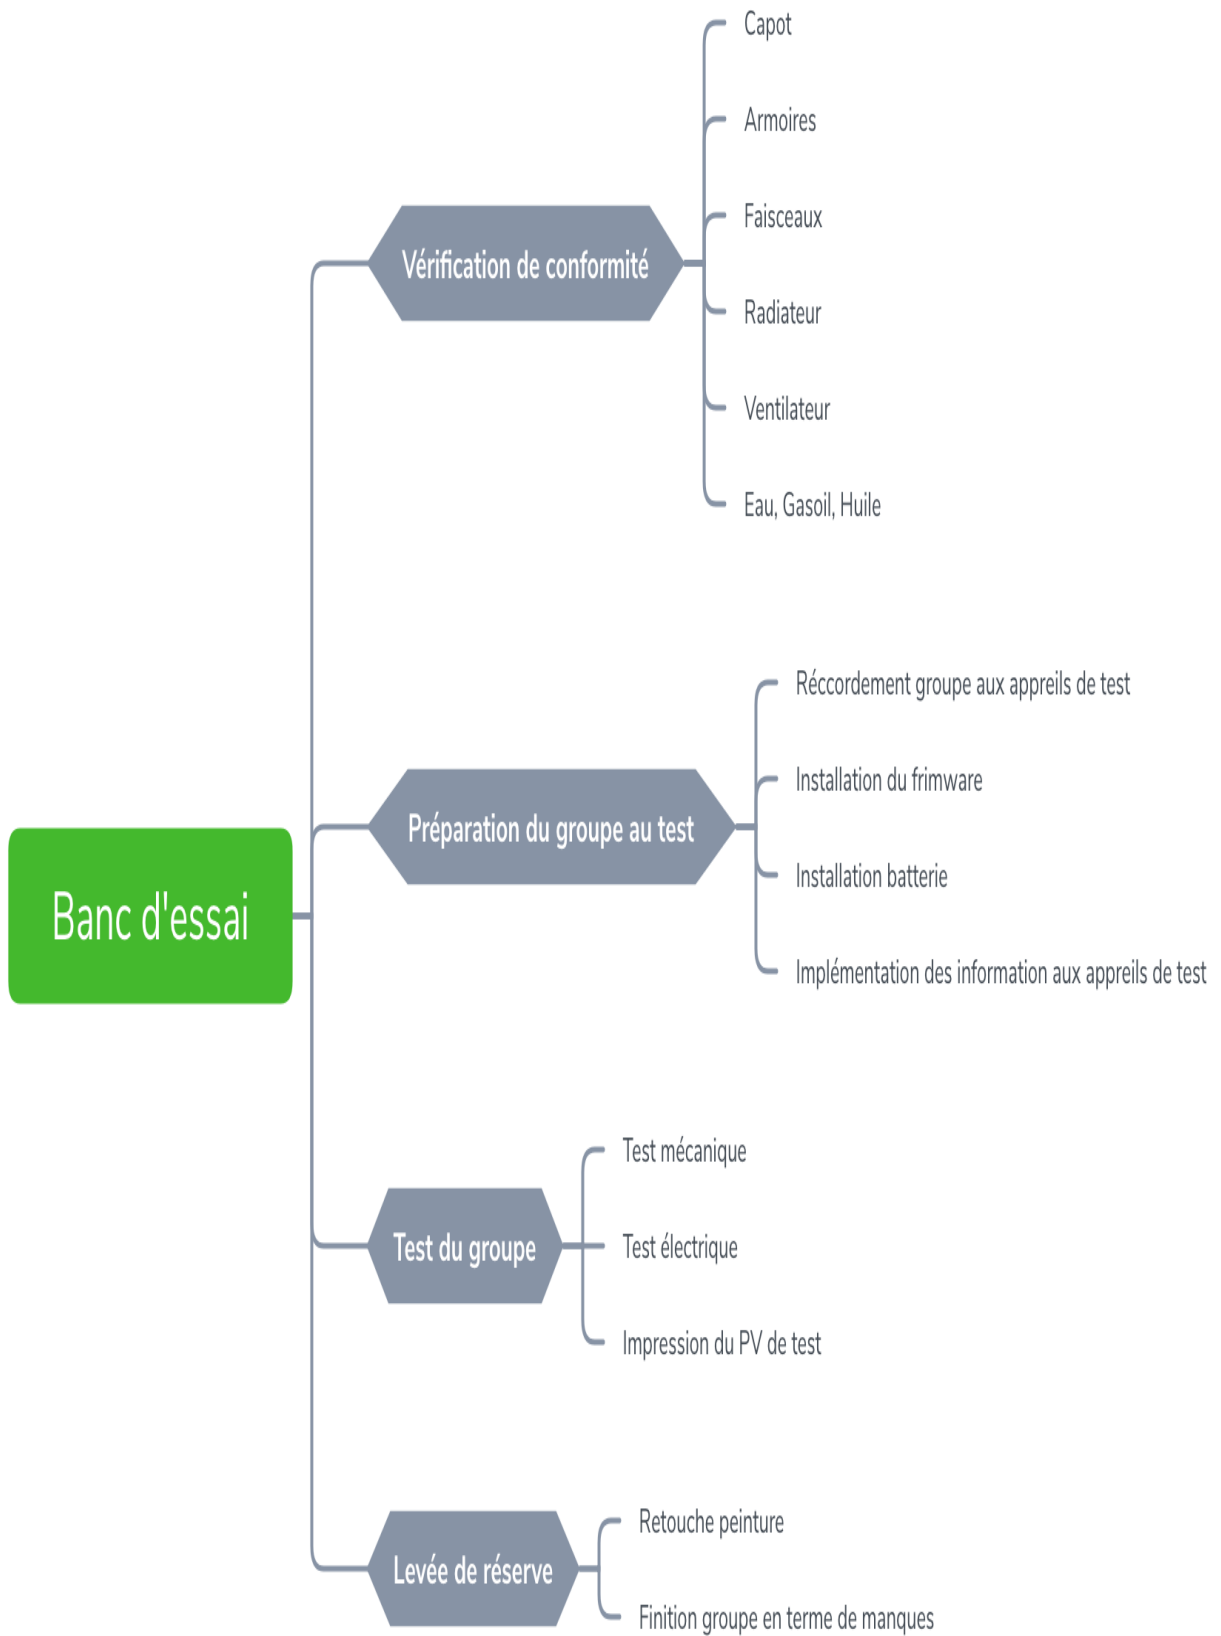 Banc d'essai
Vérification de conformité
Capot
Armoires
Faisceaux
Radiateur
Ventilateur
Eau, Gasoil, Huile
Préparation du groupe au test
Réccordement groupe aux appreils de test
Installation du frimware
Installation batterie
Implémentation des information aux appreils de test
Test du groupe
Test mécanique
Test électrique
Impression du PV de test
Levée de réserve
Retouche peinture
Finition groupe en terme de manques